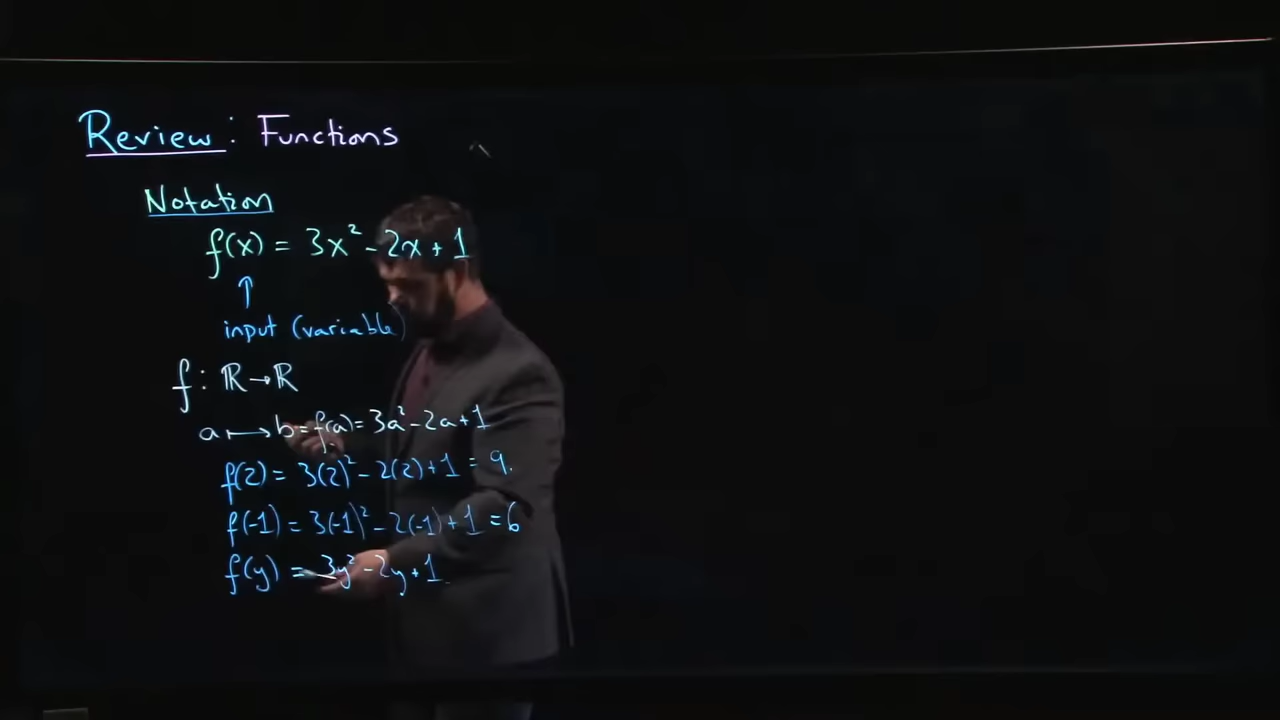 Review: Functions
Notation
f(x) = 3x² - 2x + 1
↑
input (variable)
f: ℝ → ℝ
a ⟼ b = f(a) = 3a² - 2a + 1
f(2) = 3(2)² - 2(2) + 1 = 9.
f(-1) = 3(-1)² - 2(-1) + 1 = 6
f(y) = 3y² - 2y + 1